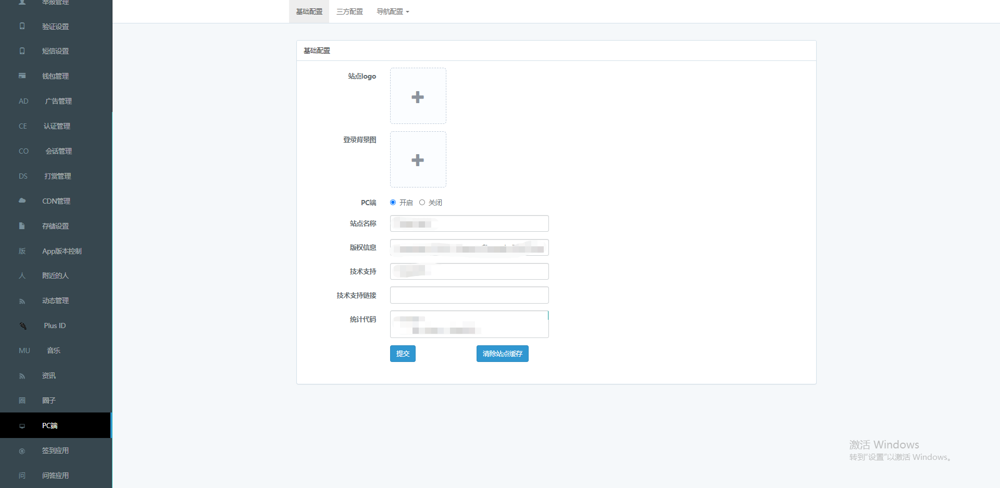 举报管理
验证设置
短信设置
钱包管理
AD 广告管理
CE 认证管理
CO 会话管理
DS 打赏管理
CDN管理
存储设置
版 App版本控制
人 附近的人
动态管理
Plus ID
MU 音乐
资讯
圈 圈子
PC端
签到应用
问 问答应用
基础配置 三方配置 导航配置
基础配置
站点logo
登录背景图
PC端 开启 关闭
站点名称
版权信息
技术支持
技术支持链接
统计代码
提交 清除站点缓存
激活 Windows
转到"设置"以激活 Windows。